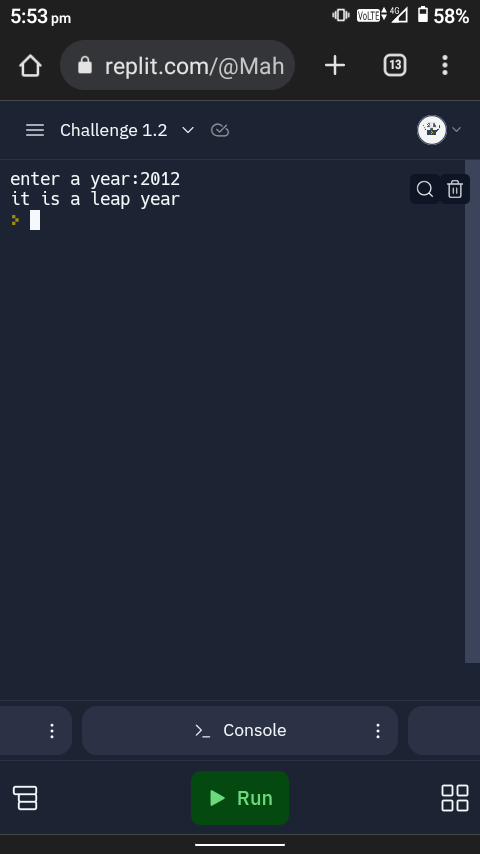 5:53 pm
VoLTE 4G 58%
replit.com/@Mah
13
Challenge 1.2
enter a year:2012
it is a leap year
Console
Run